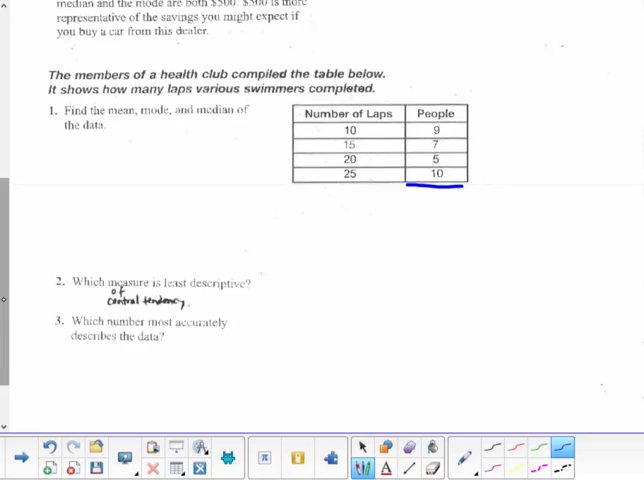 median and the mode are both $500. $500 is more
representative of the savings you might expect if
you buy a car from this dealer.
The members of a health club compiled the table below.
It shows how many laps various swimmers completed.
1. Find the mean, mode, and median of
the data.
Number of Laps People
10 9
15 7
20 5
25 10
2. Which measure is least descriptive?
of
central tendency.
3. Which number most accurately
describes the data?